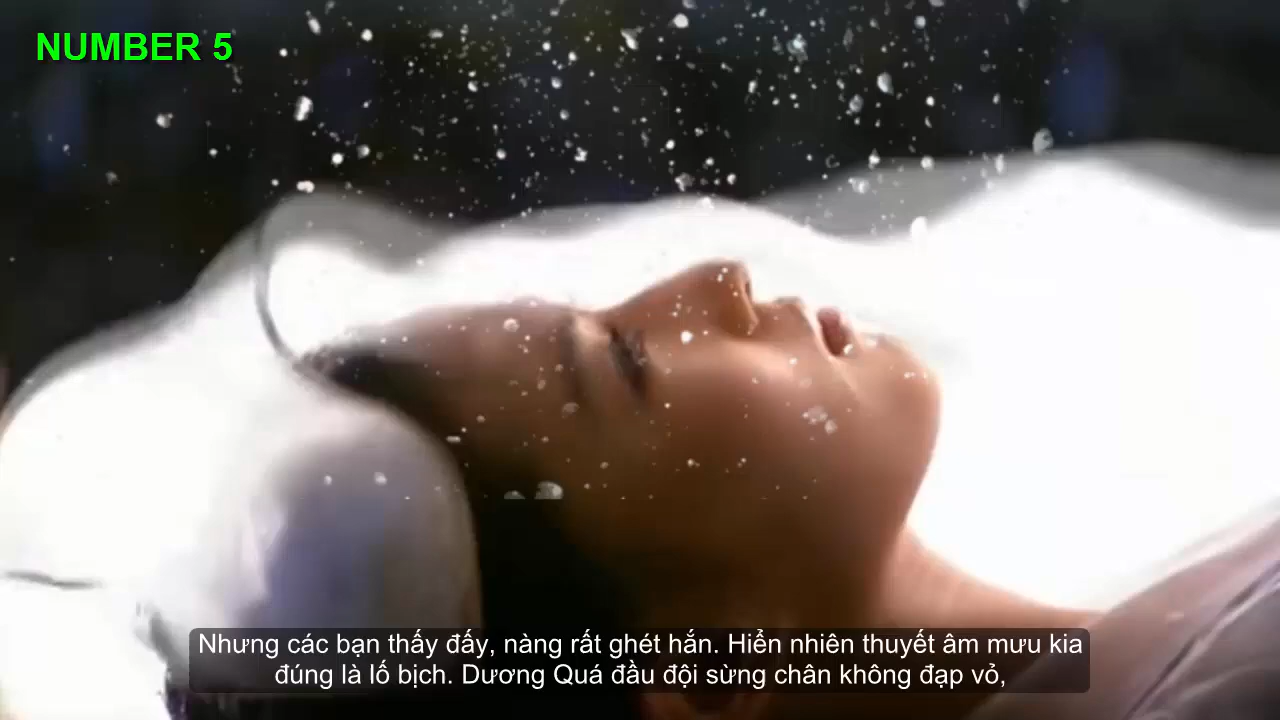 NUMBER 5
Nhưng các bạn thấy đấy, nàng rất ghét hắn. Hiển nhiên thuyết âm mưu kia
đúng là lố bịch. Dương Quá đầu đội sừng chân không đạp vỏ,